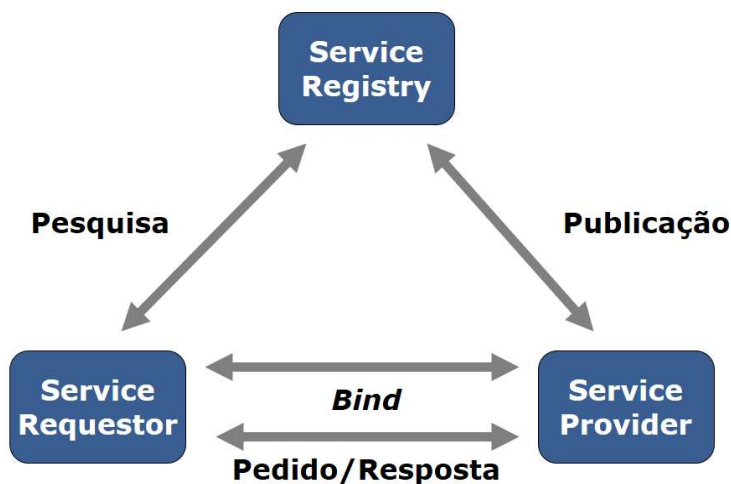 Service
Registry
Pesquisa
Publicação
Service
Requestor
Bind
Service
Provider
Pedido/Resposta